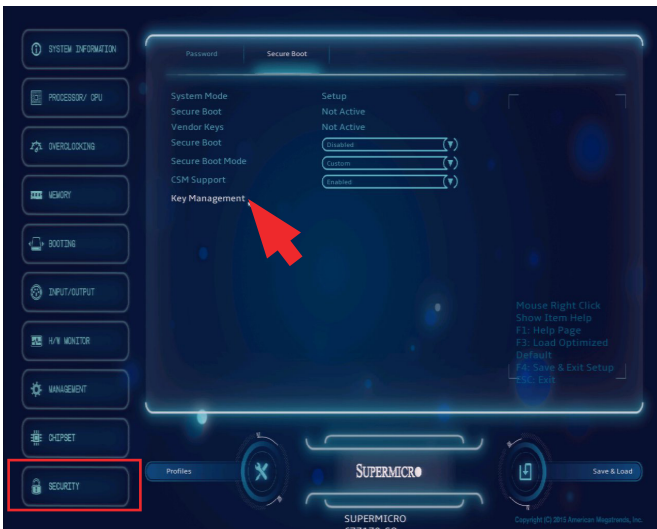 SYSTEM INFORMATION
PROCESSOR/ CPU
OVERCLOCKING
MEMORY
BOOTING
INPUT/OUTPUT
H/W MONITOR
MANAGEMENT
CHIPSET
SECURITY
Password Secure Boot
System Mode Setup
Secure Boot Not Active
Vendor Keys Not Active
Secure Boot Disabled
Secure Boot Mode Custom
CSM Support Enabled
Key Management
Mouse Right Click
Show Item Help
F1: Help Page
F3: Load Optimized
Default
F4: Save & Exit Setup
ESC: Exit
Profiles
SUPERMICRO
Save & Load
SUPERMICRO
Copyright (C) 2015 American Megatrends, Inc.